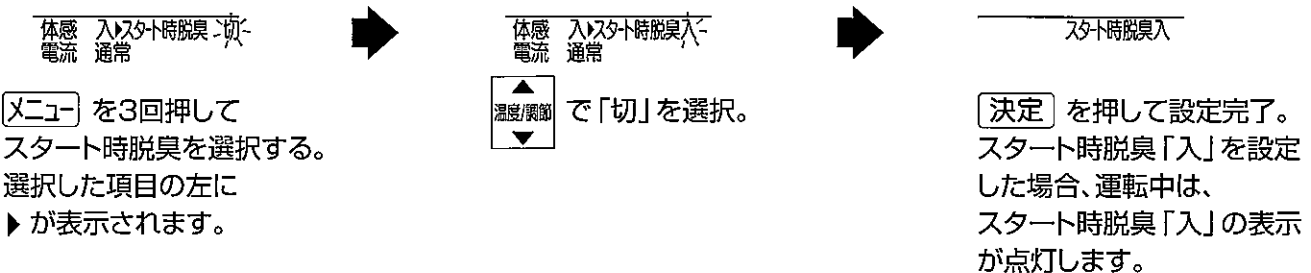 体感 入▶スタート時脱臭 切
電流 通常
メニュー を3回押して
スタート時脱臭を選択する。
選択した項目の左に
▶ が表示されます。
体感 入▶スタート時脱臭入
電流 通常
▲
温度/調節 で「切」を選択。
▼
スタート時脱臭入
決定 を押して設定完了。
スタート時脱臭「入」を設定
した場合、運転中は、
スタート時脱臭「入」の表示
が点灯します。